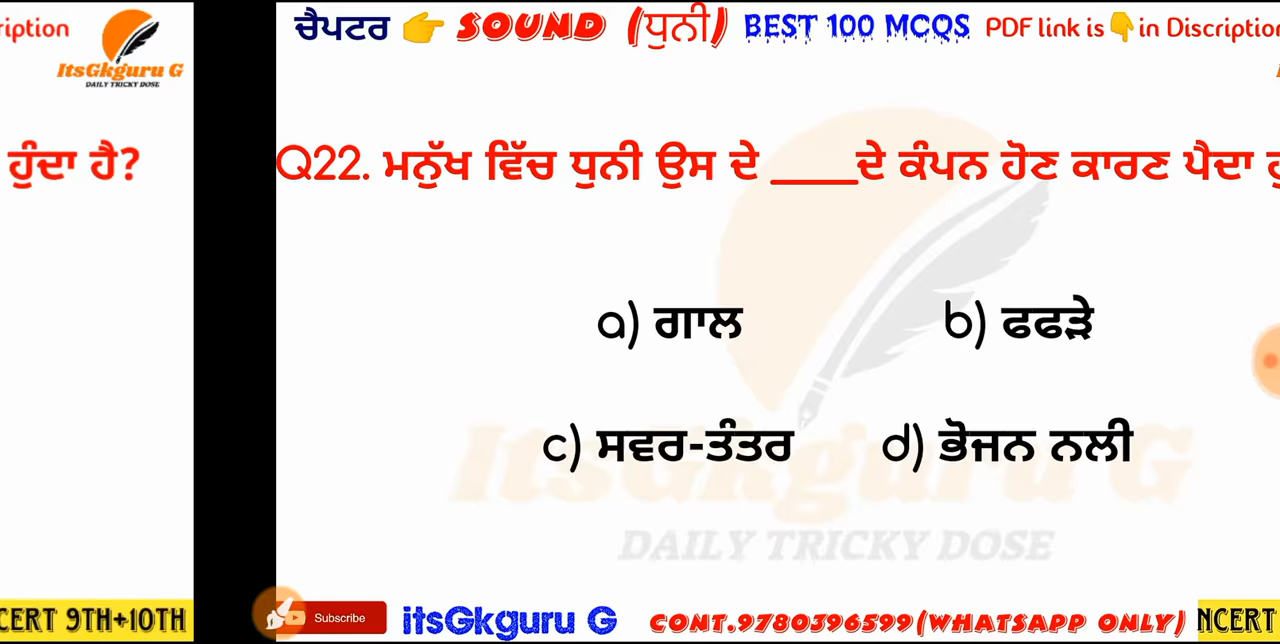 ription
ItsGkguru G
DAILY TRICKY DOSE
ਹੁੰਦਾ ਹੈ?
CERT 9TH+10TH
ਚੈਪਟਰ 👉 SOUND (ਧੁਨੀ) BEST 100 MCQS PDF link is 👇 in Discription
Q22. ਮਨੁੱਖ ਵਿੱਚ ਧੁਨੀ ਉਸ ਦੇ ____ਦੇ ਕੰਪਨ ਹੋਣ ਕਾਰਣ ਪੈਦਾ ਹੁ
a) ਗਾਲ b) ਫਫੜੇ
c) ਸਵਰ-ਤੰਤਰ d) ਭੋਜਨ ਨਲੀ
ItsGkguru G
DAILY TRICKY DOSE
Subscribe itsGkguru G CONT.9780396599(WHATSAPP ONLY) NCERT